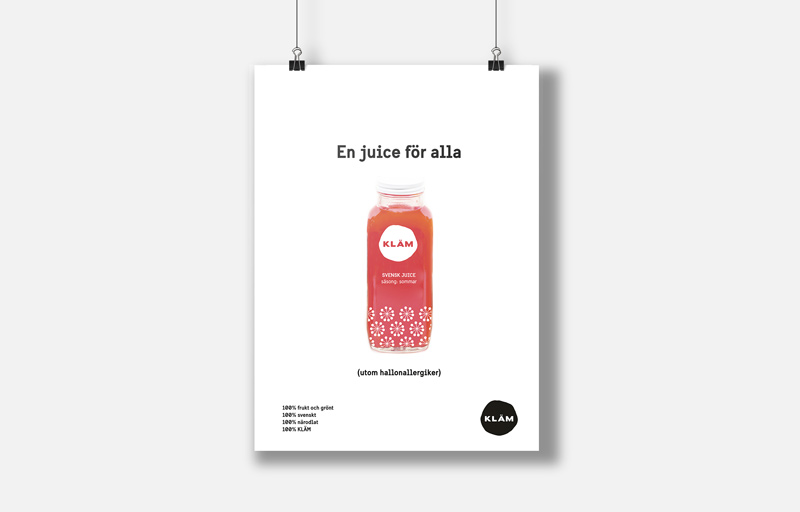 En juice för alla
KLÄM
SVENSK JUICE
säsong: sommar
(utom hallonallergiker)
100% frukt och grönt
100% svenskt
100% närodlat
100% KLÄM
KLÄM